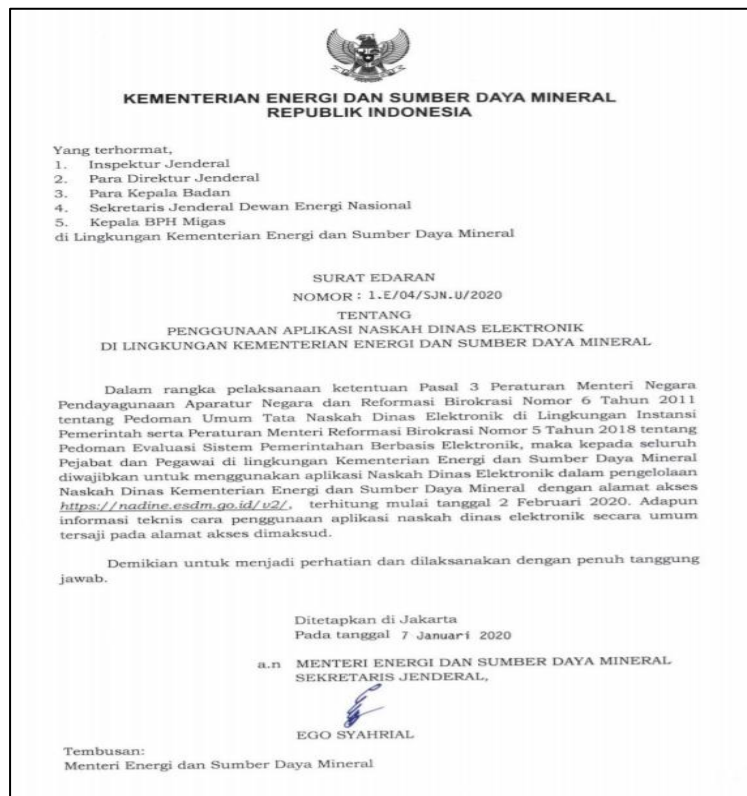 KEMENTERIAN ENERGI DAN SUMBER DAYA MINERAL
REPUBLIK INDONESIA
Yang terhormat,
1. Inspektur Jenderal
2. Para Direktur Jenderal
3. Para Kepala Badan
4. Sekretaris Jenderal Dewan Energi Nasional
5. Kepala BPH Migas
di Lingkungan Kementerian Energi dan Sumber Daya Mineral
SURAT EDARAN
NOMOR : 1.E/04/SJN.U/2020
TENTANG
PENGGUNAAN APLIKASI NASKAH DINAS ELEKTRONIK
DI LINGKUNGAN KEMENTERIAN ENERGI DAN SUMBER DAYA MINERAL
Dalam rangka pelaksanaan ketentuan Pasal 3 Peraturan Menteri Negara
Pendayagunaan Aparatur Negara dan Reformasi Birokrasi Nomor 6 Tahun 2011
tentang Pedoman Umum Tata Naskah Dinas Elektronik di Lingkungan Instansi
Pemerintah serta Peraturan Menteri Reformasi Birokrasi Nomor 5 Tahun 2018 tentang
Pedoman Evaluasi Sistem Pemerintahan Berbasis Elektronik, maka kepada seluruh
Pejabat dan Pegawai di lingkungan Kementerian Energi dan Sumber Daya Mineral
diwajibkan untuk menggunakan aplikasi Naskah Dinas Elektronik dalam pengelolaan
Naskah Dinas Kementerian Energi dan Sumber Daya Mineral dengan alamat akses
https://nadine.esdm.go.id/v2/, terhitung mulai tanggal 2 Februari 2020. Adapun
informasi teknis cara penggunaan aplikasi naskah dinas elektronik secara umum
tersaji pada alamat akses dimaksud.
Demikian untuk menjadi perhatian dan dilaksanakan dengan penuh tanggung
jawab.
Ditetapkan di Jakarta
Pada tanggal 7 Januari 2020
a.n MENTERI ENERGI DAN SUMBER DAYA MINERAL
SEKRETARIS JENDERAL,
EGO SYAHRIAL
Tembusan:
Menteri Energi dan Sumber Daya Mineral